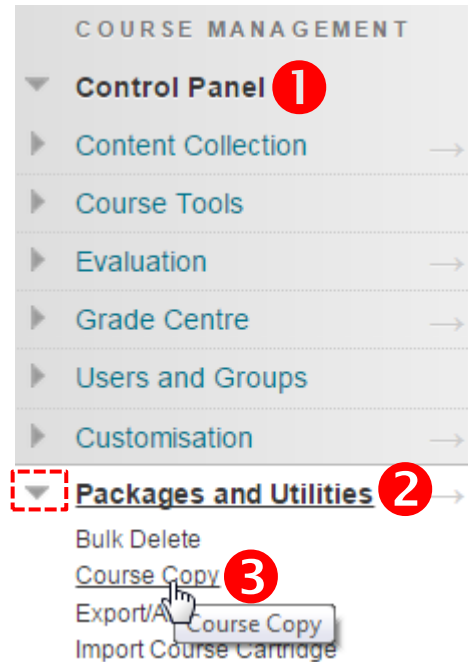 COURSE MANAGEMENT
Control Panel 1
Content Collection
Course Tools
Evaluation
Grade Centre
Users and Groups
Customisation
Packages and Utilities 2
Bulk Delete
Course Copy 3
Export/A
Course Copy
Import Course Cartridge